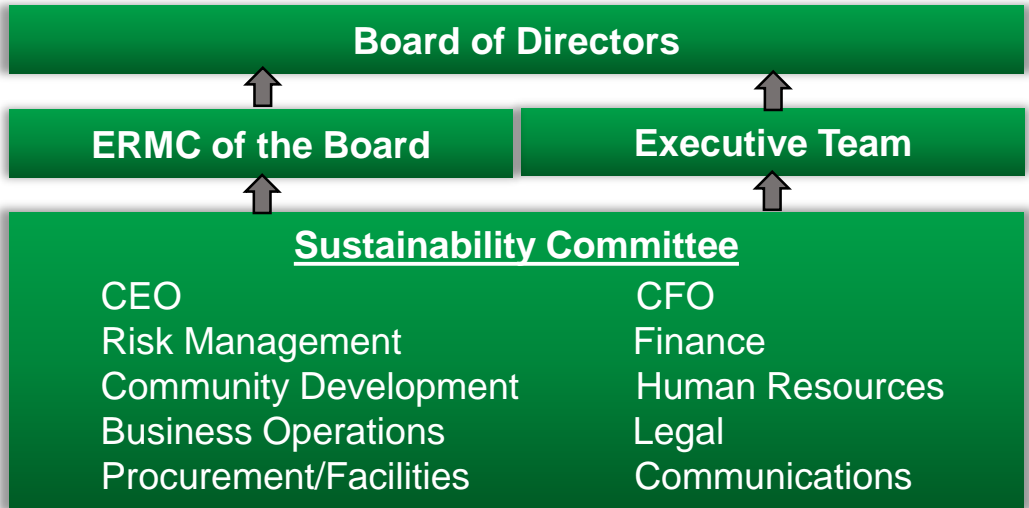 Board of Directors
ERMC of the Board
Executive Team
Sustainability Committee
CEO
CFO
Risk Management
Finance
Community Development
Human Resources
Business Operations
Legal
Procurement/Facilities
Communications